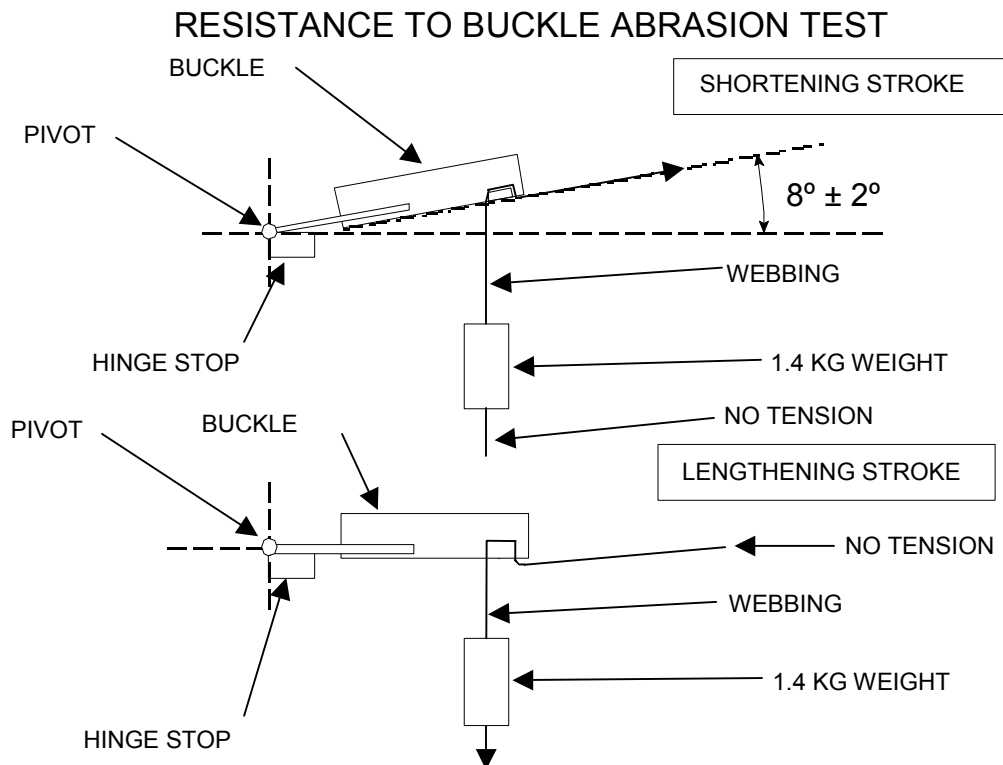 RESISTANCE TO BUCKLE ABRASION TEST
BUCKLE
SHORTENING STROKE
PIVOT
8º ± 2º
WEBBING
HINGE STOP
1.4 KG WEIGHT
NO TENSION
PIVOT
BUCKLE
LENGTHENING STROKE
NO TENSION
WEBBING
1.4 KG WEIGHT
HINGE STOP